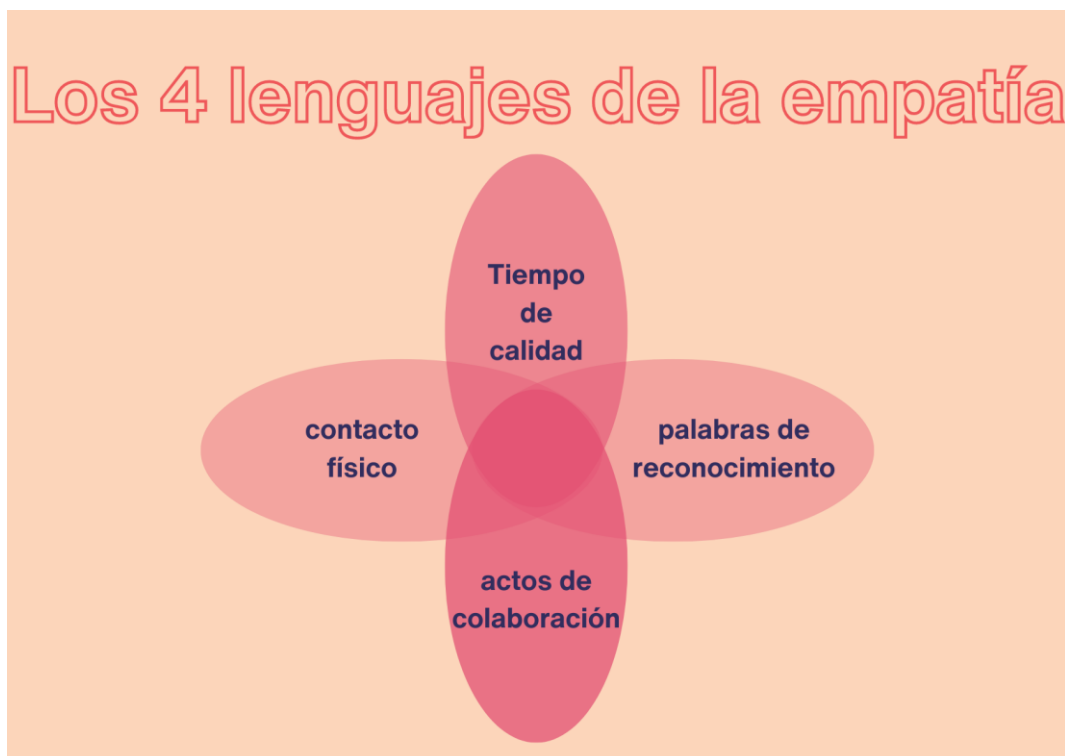 Los 4 lenguajes de la empatía
Tiempo
de
calidad
contacto
físico
palabras de
reconocimiento
actos de
colaboración